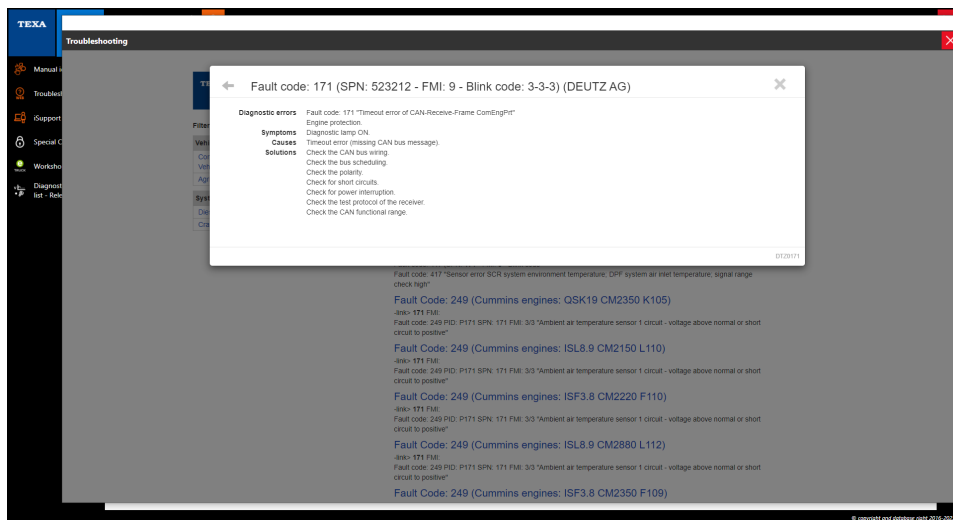 TEXA
Troubleshooting
Manual
iSupport
Special
Diagnost
list - Rele
Filter
Fault code: 171 (SPN: 523212 - FMI: 9 - Blink code: 3-3-3) (DEUTZ AG)
Diagnostic errors Fault code: 171 "Timeout error of CAN-Receive-Frame ComEngPrt"
Engine protection.
Symptoms Diagnostic lamp ON.
Causes Timeout error (missing CAN bus message).
Solutions Check the CAN bus wiring.
Check the bus scheduling.
Check the polarity.
Check for short circuits.
Check for power interruption.
Check the test protocol of the receiver.
Check the CAN functional range.
DTZ0171
Fault code: 417 "Sensor error SCR system environment temperature; DPF system air inlet temperature; signal range
check high"
Fault Code: 249 (Cummins engines: QSK19 CM2350 K105)
-link> 171 FMI:
Fault code: 249 PID: P171 SPN: 171 FMI: 3/3 "Ambient air temperature sensor 1 circuit - voltage above normal or short
circuit to positive"
Fault Code: 249 (Cummins engines: ISL8.9 CM2150 L110)
-link> 171 FMI:
Fault code: 249 PID: P171 SPN: 171 FMI: 3/3 "Ambient air temperature sensor 1 circuit - voltage above normal or short
circuit to positive"
Fault Code: 249 (Cummins engines: ISF3.8 CM2220 F110)
-link> 171 FMI:
Fault code: 249 PID: P171 SPN: 171 FMI: 3/3 "Ambient air temperature sensor 1 circuit - voltage above normal or short
circuit to positive"
Fault Code: 249 (Cummins engines: ISL8.9 CM2880 L112)
-link> 171 FMI:
Fault code: 249 PID: P171 SPN: 171 FMI: 3/3 "Ambient air temperature sensor 1 circuit - voltage above normal or short
circuit to positive"
Fault Code: 249 (Cummins engines: ISF3.8 CM2350 F109)
© copyright and database right 2016-202